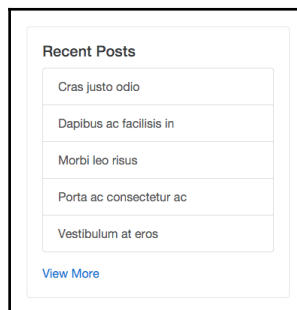 Recent Posts
Cras justo odio
Dapibus ac facilisis in
Morbi leo risus
Porta ac consectetur ac
Vestibulum at eros
View More